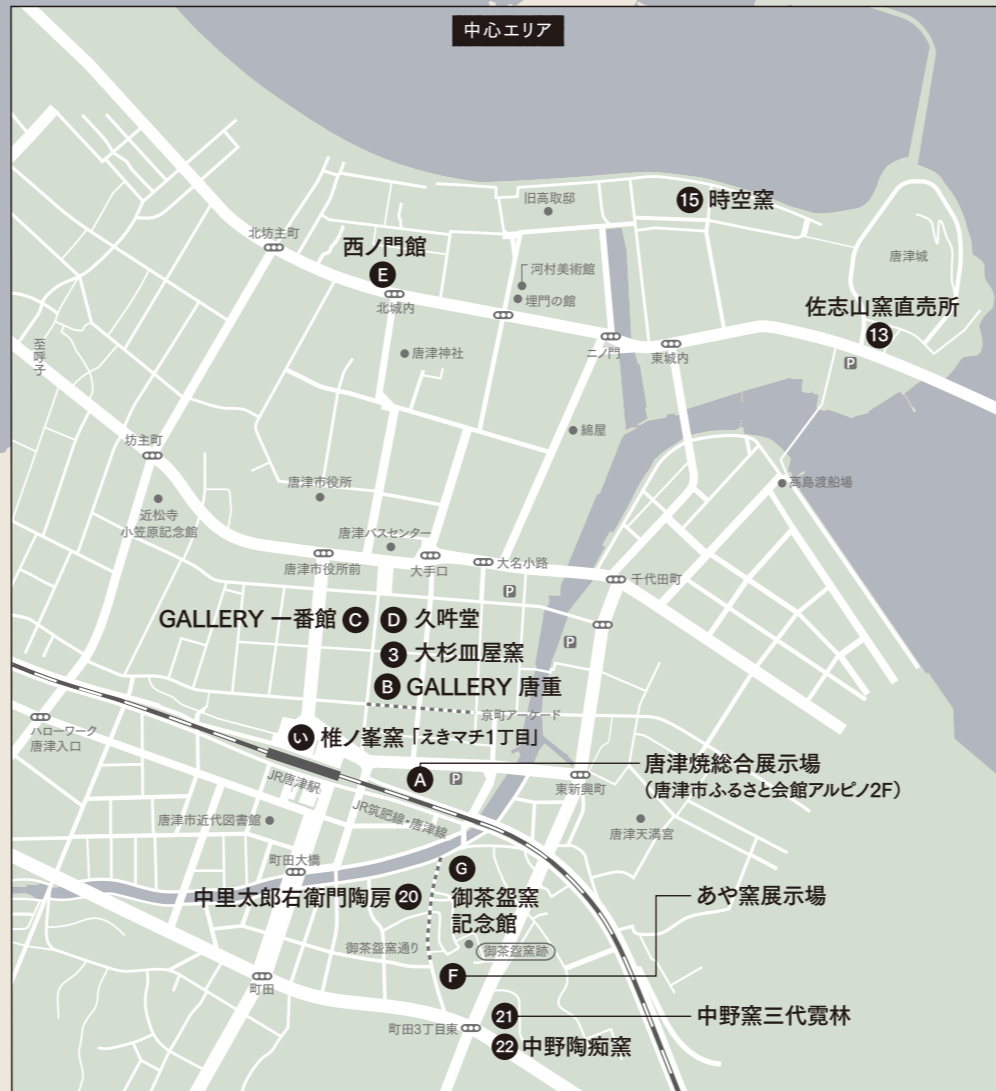 中心エリア
旧高取邸
15 時空窯
北坊主町
西ノ門館
E
北城内
河村美術館
埋門の館
唐津城
佐志山窯直売所
13
P
至呼子
唐津神社
二ノ門
東城内
坊主町
綿屋
近松寺
小笠原記念館
唐津市役所
高島渡船場
唐津バスセンター
唐津市役所前
大手口
大名小路
千代田町
P
GALLERY 一番館 C
D 久吽堂
P
3 大杉皿屋窯
B GALLERY 唐重
京町アーケード
ハローワーク
唐津入口
い 椎ノ峯窯「えきマチ1丁目」
JR唐津駅
A
P
唐津焼総合展示場
(唐津市ふるさと会館アルピノ2F)
東新興町
JR筑肥線・唐津線
唐津市近代図書館
唐津天満宮
町田大橋
中里太郎右衛門陶房 20
G
御茶盌窯
記念館
あや窯展示場
御茶盌窯通り
御茶盌窯跡
F
町田
21
中野窯三代霓林
町田3丁目東
22 中野陶痴窯